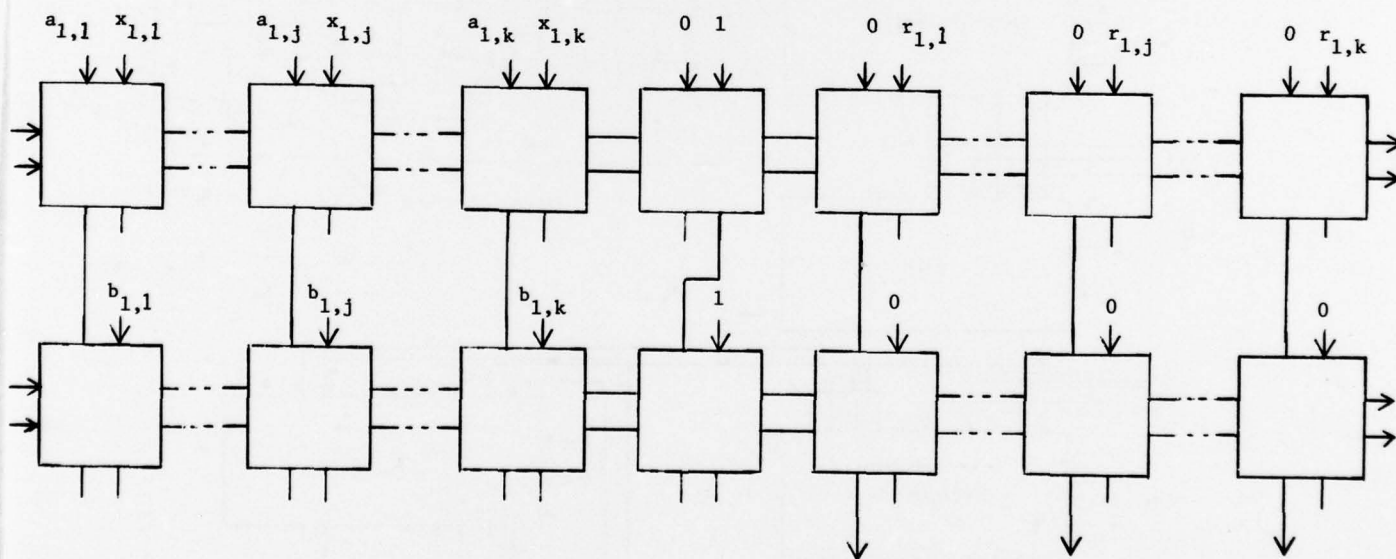 a1,1 x1,1 a1,j x1,j a1,k x1,k 0 1 0 r1,1 0 r1,j 0 r1,k
b1,1 b1,j b1,k 1 0 0 0